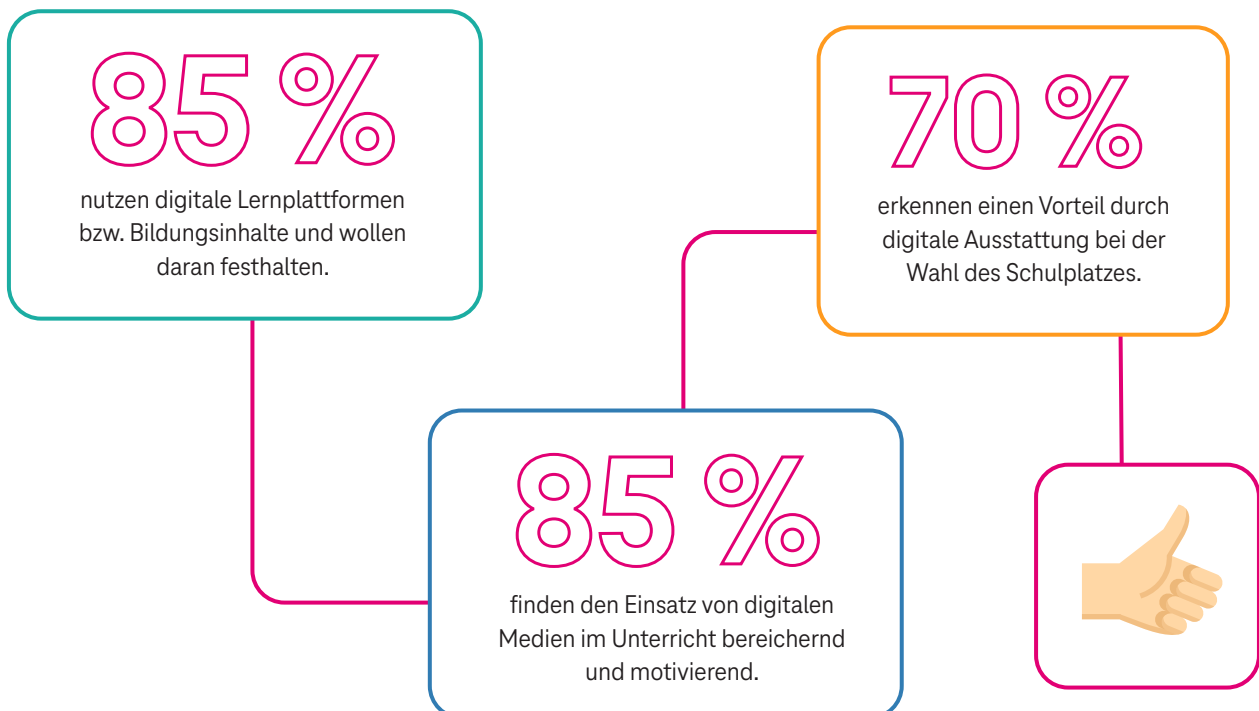 85 %
nutzen digitale Lernplattformen
bzw. Bildungsinhalte und wollen
daran festhalten.
70 %
erkennen einen Vorteil durch
digitale Ausstattung bei der
Wahl des Schulplatzes.
85 %
finden den Einsatz von digitalen
Medien im Unterricht bereichernd
und motivierend.